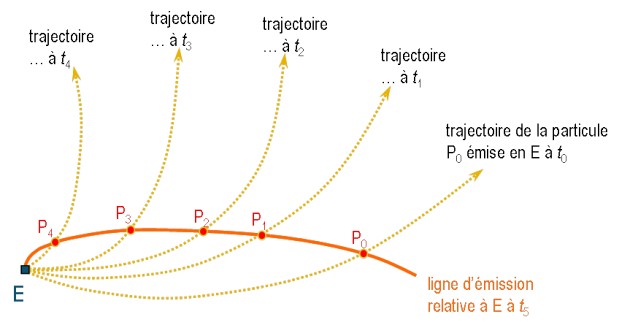 trajectoire
... à t4
trajectoire
... à t3
trajectoire
... à t2
trajectoire
... à t1
trajectoire de la particule
P0 émise en E à t0
P4
P3
P2
P1
P0
E
ligne d'émission
relative à E à t5